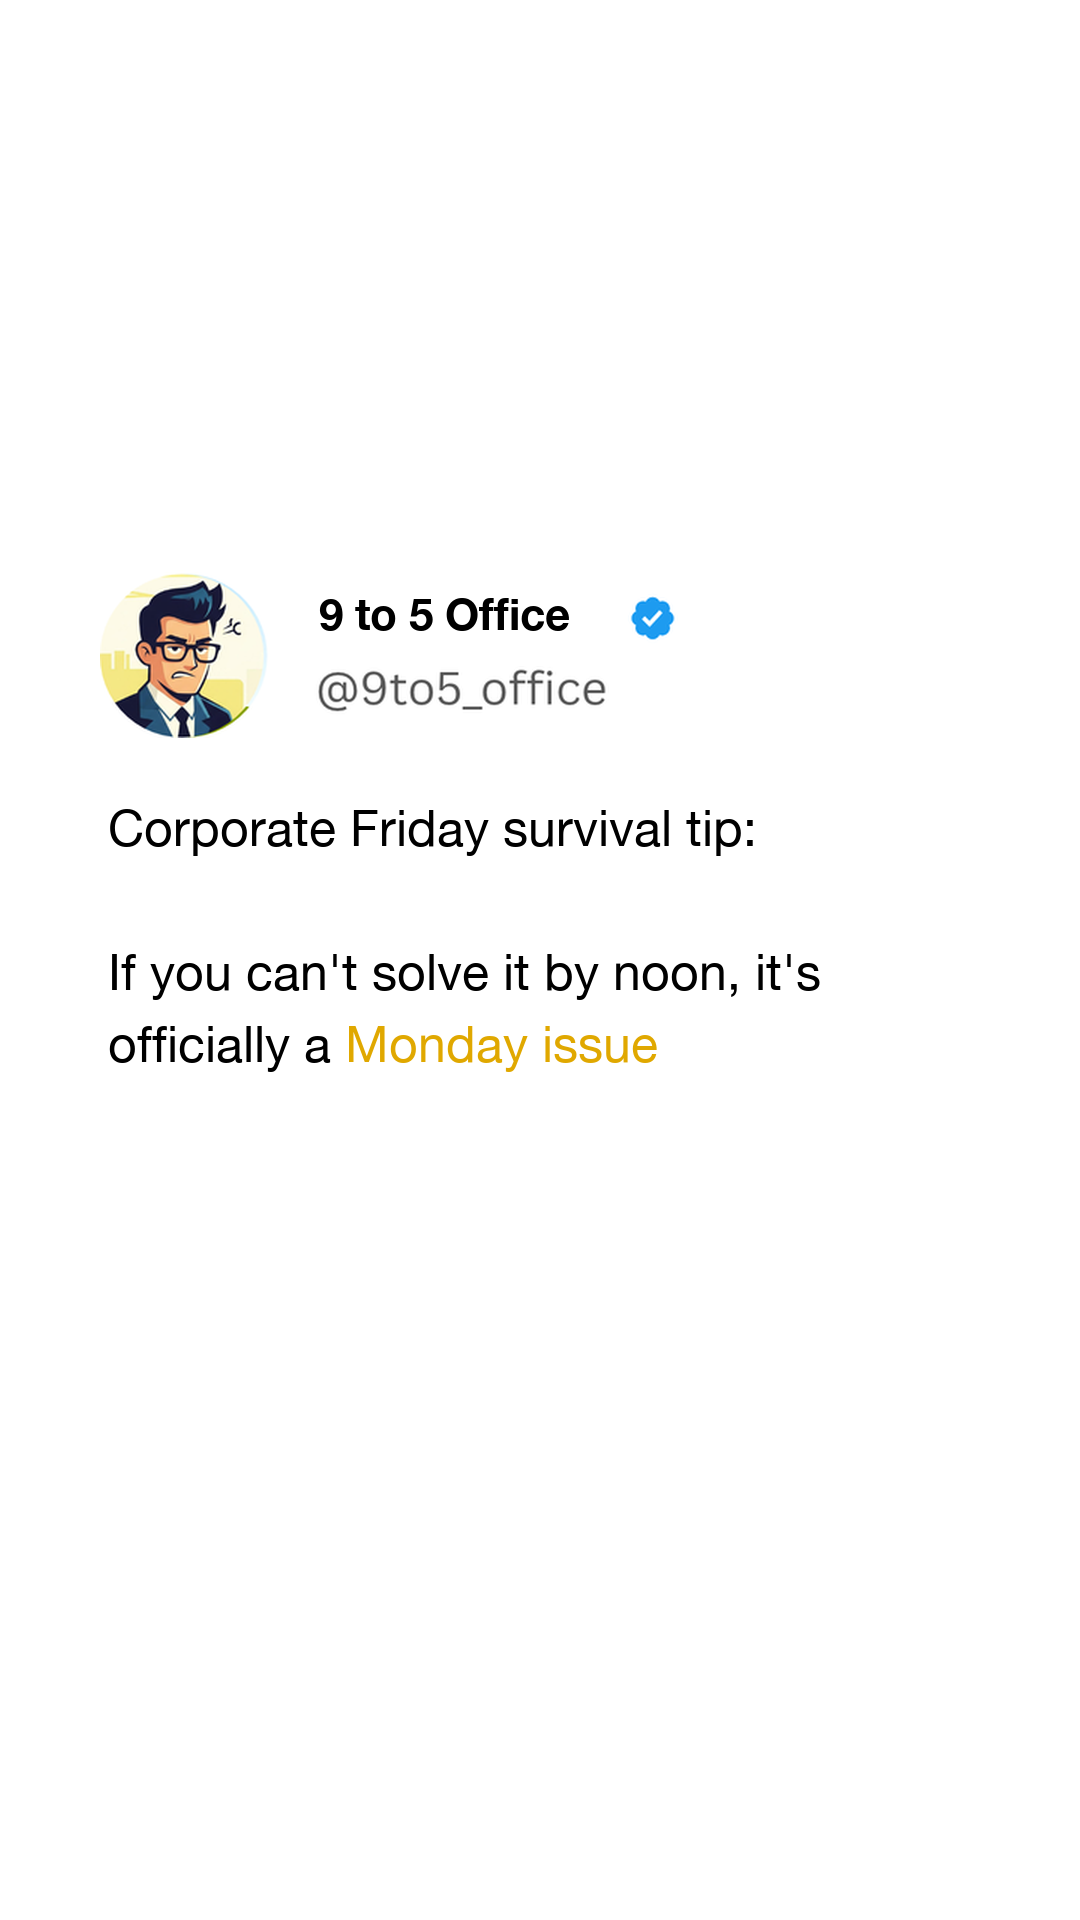 9 to 5 Office
@9to5_office
Corporate Friday survival tip:
If you can't solve it by noon, it's
officially a Monday issue